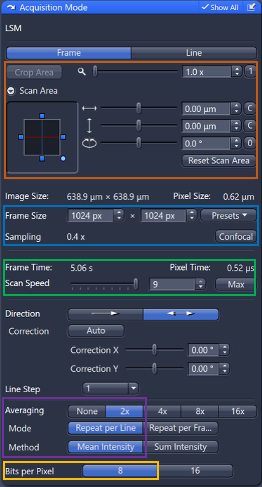 Acquisition Mode Show All
LSM
Frame Line
Crop Area 1.0 x 1
Scan Area
0.00 µm C
0.00 µm C
0.0 ° 0
Reset Scan Area
Image Size: 638.9 µm × 638.9 µm Pixel Size: 0.62 µm
Frame Size 1024 px × 1024 px Presets
Sampling 0.4 x Confocal
Frame Time: 5.06 s Pixel Time: 0.52 µs
Scan Speed 9 Max
Direction
Correction Auto
Correction X 0.00 °
Correction Y 0.00 °
Line Step 1
Averaging None 2x 4x 8x 16x
Mode Repeat per Line Repeat per Fra...
Method Mean Intensity Sum Intensity
Bits per Pixel 8 16